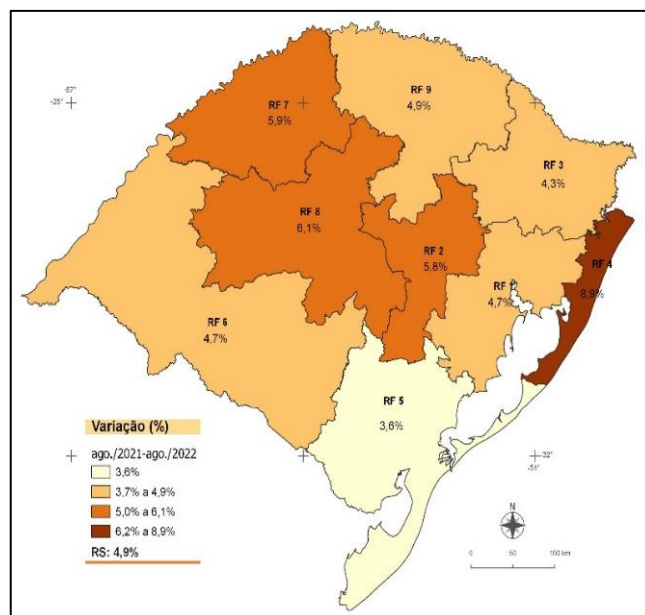 RF 7
5,9%
RF 9
4,9%
-57°
-28°
RF 3
4,3%
RF 8
6,1%
RF 2
5,8%
RF 4
8,9%
RF 1
4,7%
RF 6
4,7%
RF 5
3,6%
Variação (%)
ago./2021-ago./2022
3,6%
3,7% a 4,9%
5,0% a 6,1%
6,2% a 8,9%
RS: 4,9%
-32°
-51°
N
0 50 100 km